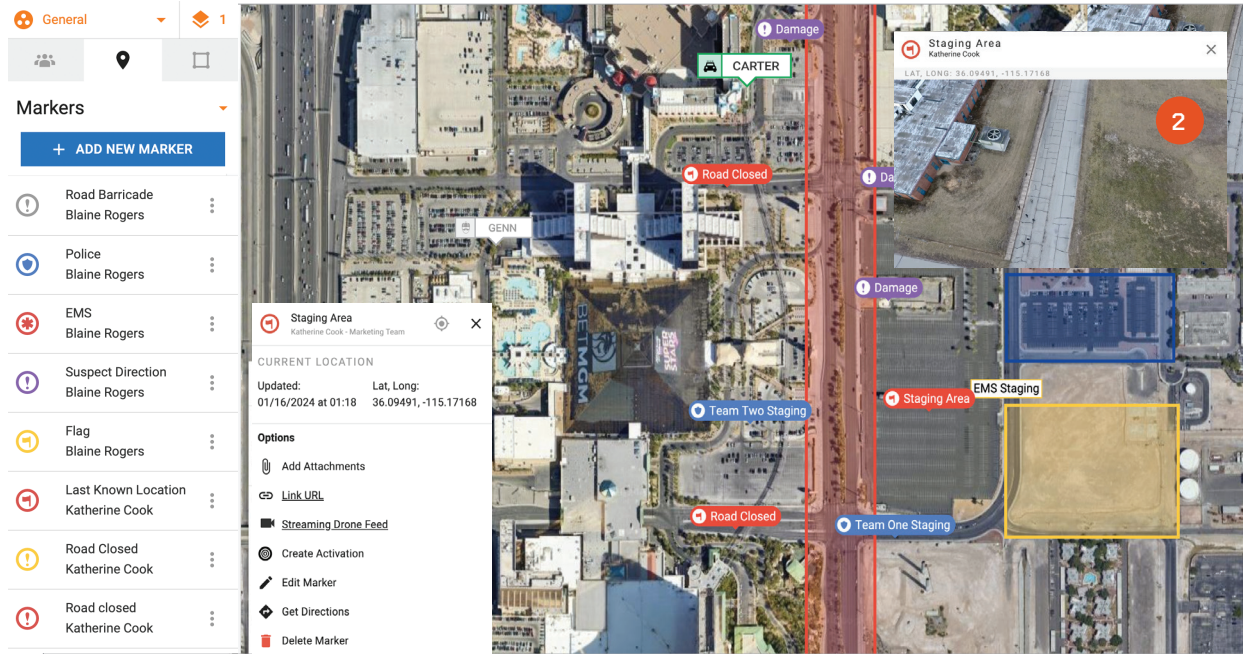 General
1
Markers
+ ADD NEW MARKER
Road Barricade
Blaine Rogers
Police
Blaine Rogers
EMS
Blaine Rogers
Suspect Direction
Blaine Rogers
Flag
Blaine Rogers
Last Known Location
Katherine Cook
Road Closed
Katherine Cook
Road closed
Katherine Cook
Damage
CARTER
Road Closed
Da
GENN
Damage
BETMGM
SUPER
STARS
Staging Area
EMS Staging
Team Two Staging
Road Closed
Team One Staging
Staging Area
Katherine Cook - Marketing Team
CURRENT LOCATION
Updated:
01/16/2024 at 01:18
Lat, Long:
36.09491, -115.17168
Options
Add Attachments
Link URL
Streaming Drone Feed
Create Activation
Edit Marker
Get Directions
Delete Marker
Staging Area
Katherine Cook
LAT, LONG: 36.09491, -115.17168
2